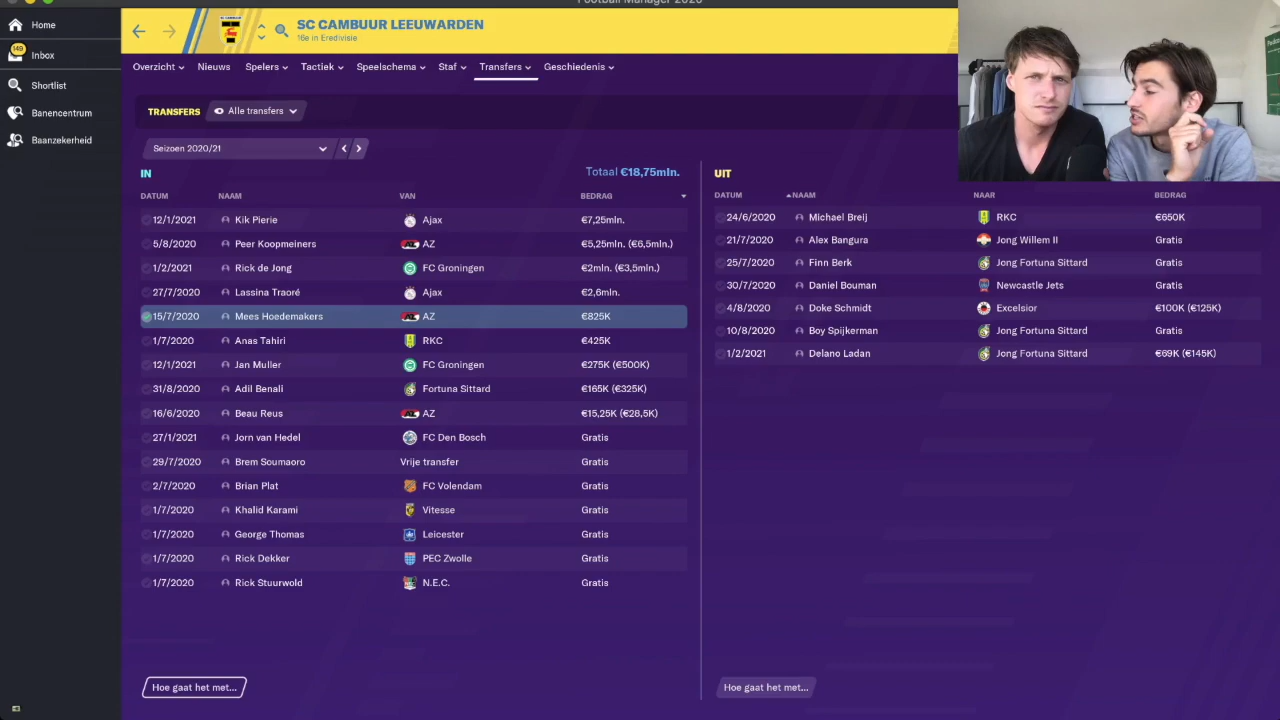 Football Manager 2020
SC CAMBUUR LEEUWARDEN
16e in Eredivisie
Home
149
Inbox
Shortlist
Banencentrum
Baanzekerheid
Overzicht Nieuws Spelers Tactiek Speelschema Staf Transfers Geschiedenis
TRANSFERS Alle transfers
Seizoen 2020/21
IN Totaal €18,75mln.
DATUM NAAM VAN BEDRAG
12/1/2021 Kik Pierie Ajax €7,25mln.
5/8/2020 Peer Koopmeiners AZ €5,25mln. (€6,5mln.)
1/2/2021 Rick de Jong FC Groningen €2mln. (€3,5mln.)
27/7/2020 Lassina Traoré Ajax €2,6mln.
15/7/2020 Mees Hoedemakers AZ €825K
1/7/2020 Anas Tahiri RKC €425K
12/1/2021 Jan Muller FC Groningen €275K (€500K)
31/8/2020 Adil Benali Fortuna Sittard €165K (€325K)
16/6/2020 Beau Reus AZ €15,25K (€28,5K)
27/1/2021 Jorn van Hedel FC Den Bosch Gratis
29/7/2020 Brem Soumaoro Vrije transfer Gratis
2/7/2020 Brian Plat FC Volendam Gratis
1/7/2020 Khalid Karami Vitesse Gratis
1/7/2020 George Thomas Leicester Gratis
1/7/2020 Rick Dekker PEC Zwolle Gratis
1/7/2020 Rick Stuurwold N.E.C. Gratis
Hoe gaat het met...
UIT
DATUM NAAM NAAR BEDRAG
24/6/2020 Michael Breij RKC €650K
21/7/2020 Alex Bangura Jong Willem II Gratis
25/7/2020 Finn Berk Jong Fortuna Sittard Gratis
30/7/2020 Daniel Bouman Newcastle Jets Gratis
4/8/2020 Doke Schmidt Excelsior €100K (€125K)
10/8/2020 Boy Spijkerman Jong Fortuna Sittard Gratis
1/2/2021 Delano Ladan Jong Fortuna Sittard €69K (€145K)
Hoe gaat het met...